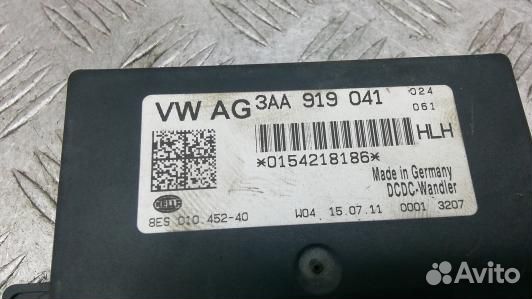 VW AG 3AA 919 041 024
061
HLH
*0154218186*
Made in Germany
DCDC-Wandler
HELLA
8ES 010.452-40 W04 15.07.11 0001 3207
Avito